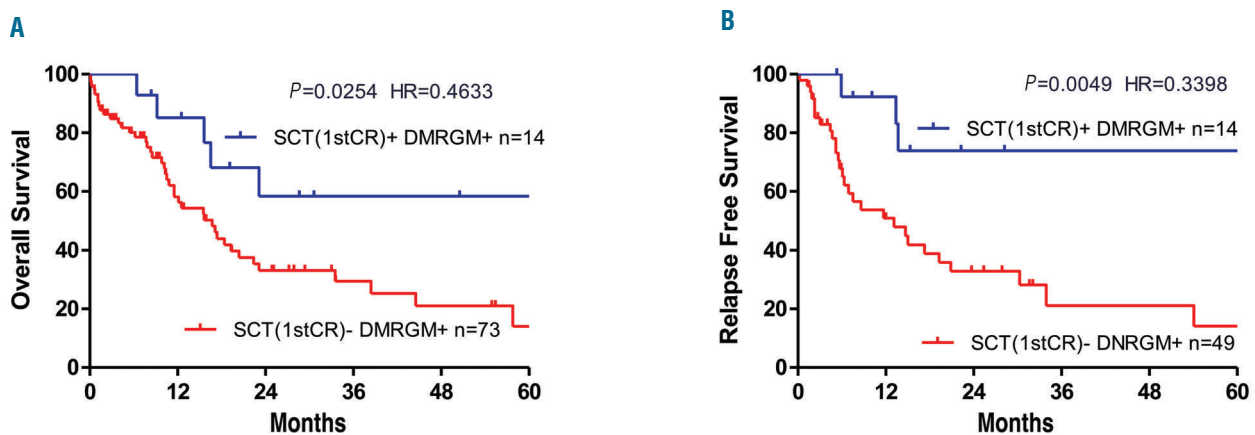 A
Overall Survival
100
80
60
40
20
0
P=0.0254 HR=0.4633
SCT(1stCR)+ DMRGM+ n=14
SCT(1stCR)- DMRGM+ n=73
0 12 24 36 48 60
Months
B
Relapse Free Survival
100
80
60
40
20
0
P=0.0049 HR=0.3398
SCT(1stCR)+ DMRGM+ n=14
SCT(1stCR)- DNRGM+ n=49
0 12 24 36 48 60
Months